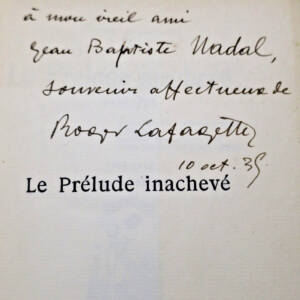 à mon vieil ami
Jean Baptiste Nadal,
souvenir affectueux de
Roger Lafagette
10 oct. 35
Le Prélude inachevé